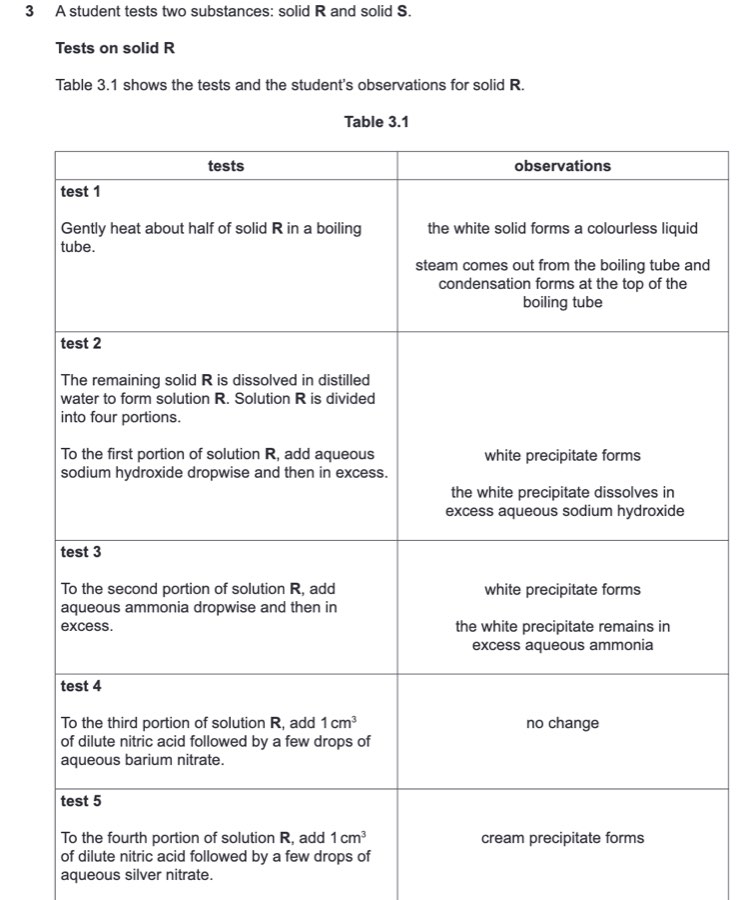 3 A student tests two substances: solid R and solid S.
Tests on solid R
Table 3.1 shows the tests and the student's observations for solid R.
Table 3.1
tests
observations
test 1
Gently heat about half of solid R in a boiling
tube.
the white solid forms a colourless liquid
steam comes out from the boiling tube and
condensation forms at the top of the
boiling tube
test 2
The remaining solid R is dissolved in distilled
water to form solution R. Solution R is divided
into four portions.
To the first portion of solution R, add aqueous
sodium hydroxide dropwise and then in excess.
white precipitate forms
the white precipitate dissolves in
excess aqueous sodium hydroxide
test 3
To the second portion of solution R, add
aqueous ammonia dropwise and then in
excess.
white precipitate forms
the white precipitate remains in
excess aqueous ammonia
test 4
To the third portion of solution R, add 1 cm³
of dilute nitric acid followed by a few drops of
aqueous barium nitrate.
no change
test 5
To the fourth portion of solution R, add 1 cm³
of dilute nitric acid followed by a few drops of
aqueous silver nitrate.
cream precipitate forms